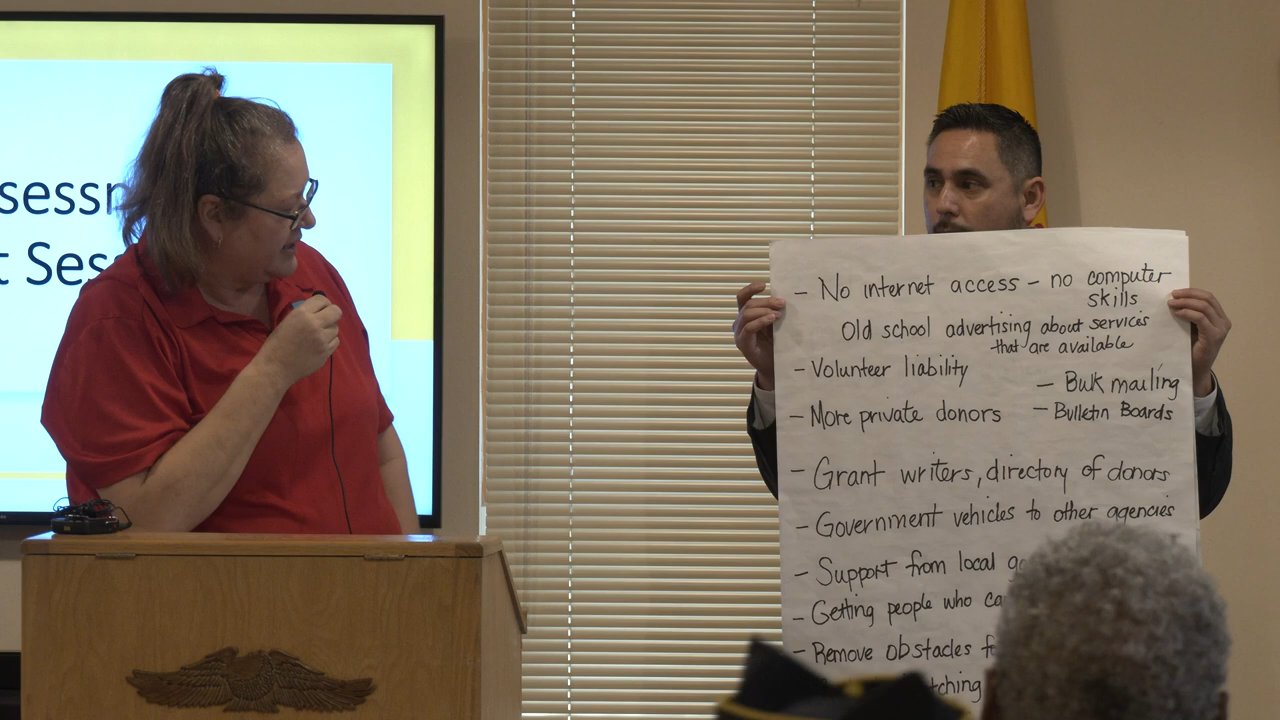 t
- No internet access - no computer
skills
Old school advertising about services
that are available
- Volunteer liability
- Bulk mailing
- More private donors
- Bulletin Boards
- Grant writers, directory of donors
- Government vehicles to other agencies
- Support from local
- Getting people who
- Remove obstacles